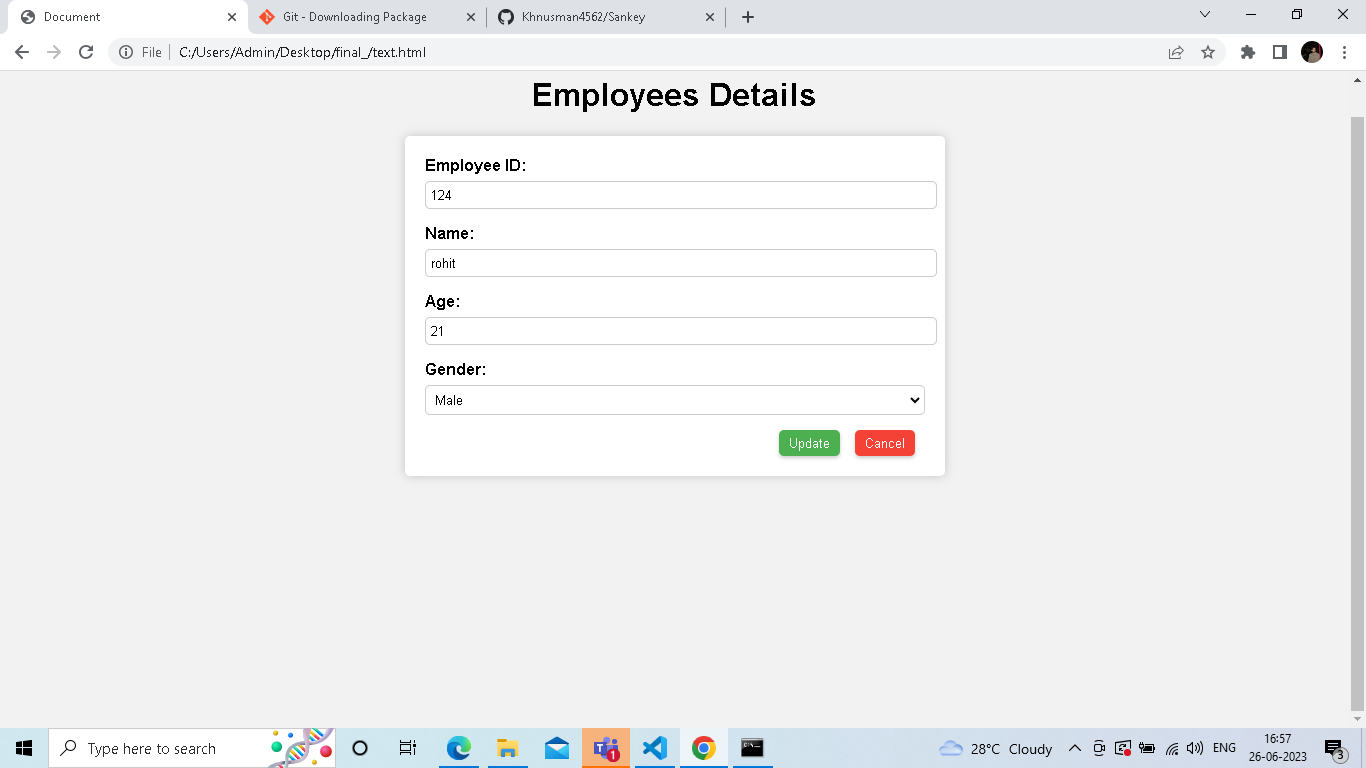 Document
Git - Downloading Package
Khnusman4562/Sankey
File
C:/Users/Admin/Desktop/final_/text.html
Employees Details
Employee ID:
124
Name:
rohit
Age:
21
Gender:
Male
Update Cancel
Type here to search
1
28°C Cloudy
ENG
16:57
26-06-2023
3